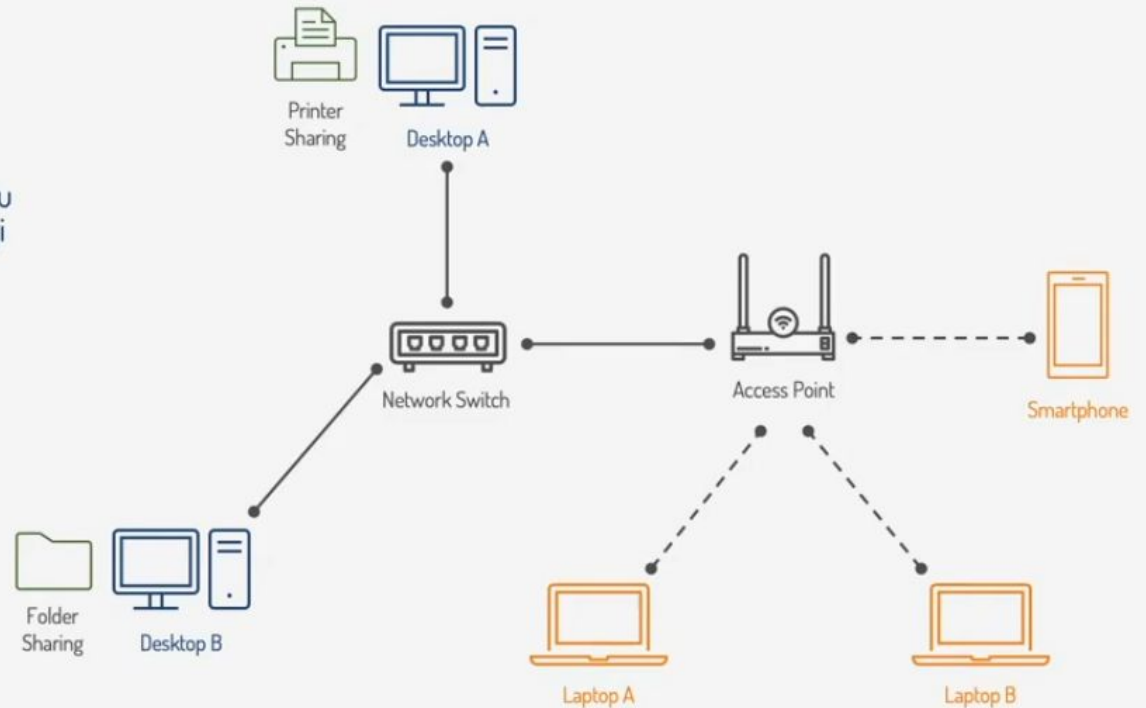 Printer
Sharing
Desktop A
Network Switch
Access Point
Smartphone
Folder
Sharing
Desktop B
Laptop A
Laptop B